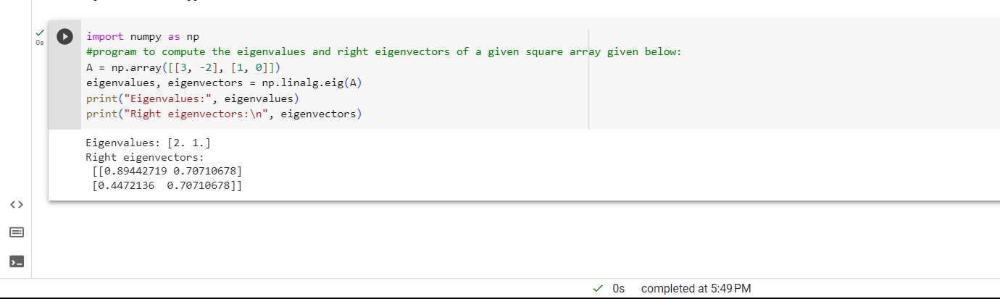 import numpy as np
#program to compute the eigenvalues and right eigenvectors of a given square array given below:
A = np.array([[3, -2], [1, 0]])
eigenvalues, eigenvectors = np.linalg.eig(A)
print("Eigenvalues:", eigenvalues)
print("Right eigenvectors:\n", eigenvectors)
0s
Eigenvalues: [2. 1.]
Right eigenvectors:
 [[0.89442719 0.70710678]
 [0.4472136  0.70710678]]
0s completed at 5:49 PM